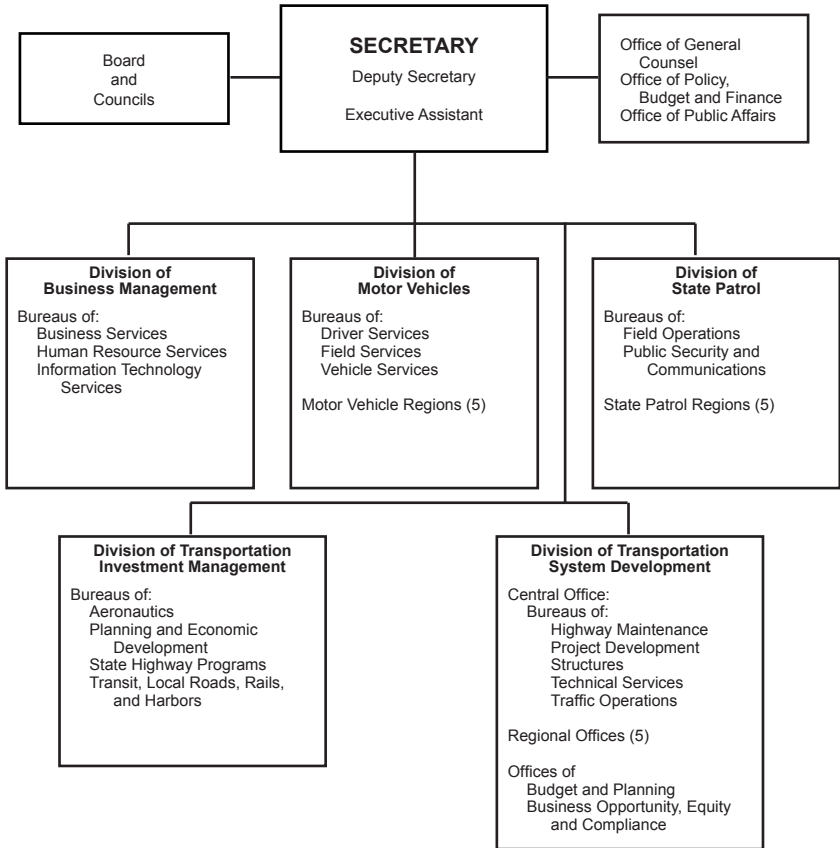 Board
and
Councils
SECRETARY
Deputy Secretary
Executive Assistant
Office of General
Counsel
Office of Policy,
Budget and Finance
Office of Public Affairs
Division of
Business Management
Bureaus of:
Business Services
Human Resource Services
Information Technology
Services
Division of
Motor Vehicles
Bureaus of:
Driver Services
Field Services
Vehicle Services
Motor Vehicle Regions (5)
Division of
State Patrol
Bureaus of:
Field Operations
Public Security and
Communications
State Patrol Regions (5)
Division of Transportation
Investment Management
Bureaus of:
Aeronautics
Planning and Economic
Development
State Highway Programs
Transit, Local Roads, Rails,
and Harbors
Division of Transportation
System Development
Central Office:
Bureaus of:
Highway Maintenance
Project Development
Structures
Technical Services
Traffic Operations
Regional Offices (5)
Offices of
Budget and Planning
Business Opportunity, Equity
and Compliance